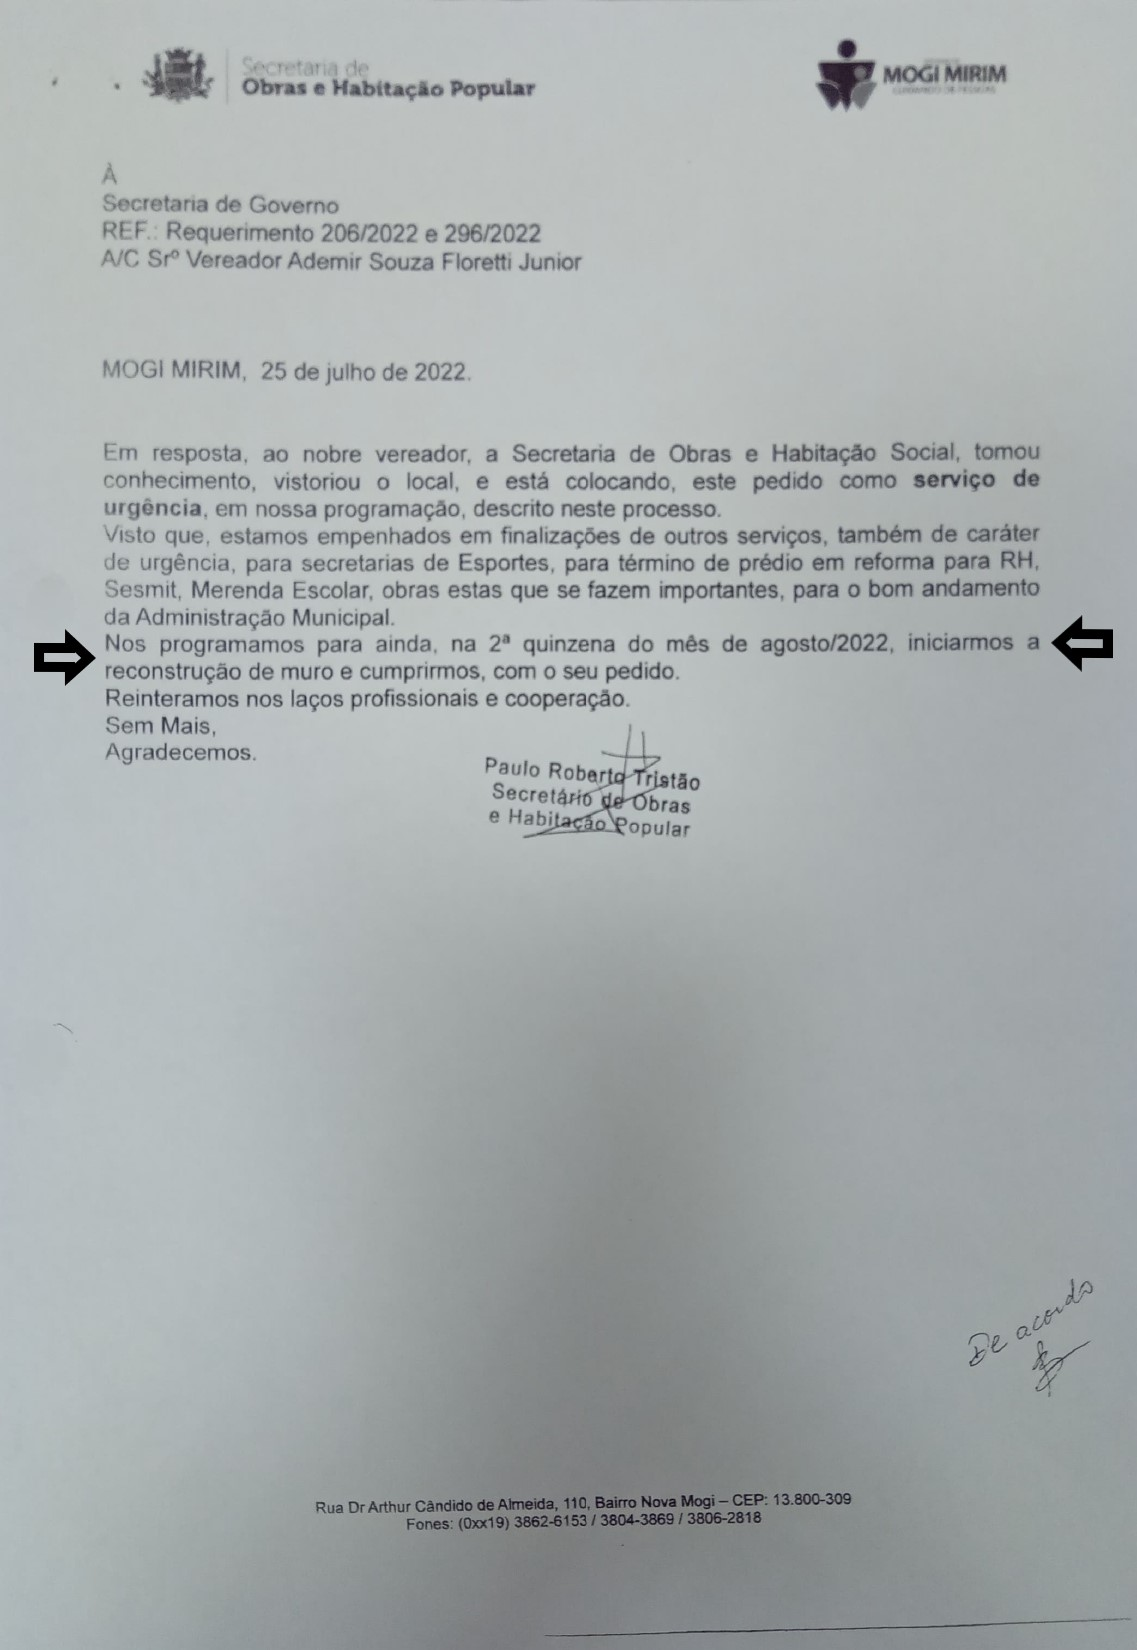 Secretaria de
Obras e Habitação Popular
MOGI MIRIM
À
Secretaria de Governo
REF.: Requerimento 206/2022 e 296/2022
A/C Srº Vereador Ademir Souza Floretti Junior
MOGI MIRIM, 25 de julho de 2022.
Em resposta, ao nobre vereador, a Secretaria de Obras e Habitação Social, tomou
conhecimento, vistoriou o local, e está colocando, este pedido como serviço de
urgência, em nossa programação, descrito neste processo.
Visto que, estamos empenhados em finalizações de outros serviços, também de caráter
de urgência, para secretarias de Esportes, para término de prédio em reforma para RH,
Sesmit, Merenda Escolar, obras estas que se fazem importantes, para o bom andamento
da Administração Municipal.
Nos programamos para ainda, na 2ª quinzena do mês de agosto/2022, iniciarmos a
reconstrução de muro e cumprirmos, com o seu pedido.
Reinteramos nos laços profissionais e cooperação.
Sem Mais,
Agradecemos.
Paulo Roberto Tristão
Secretário de Obras
e Habitação Popular
De acordo
Rua Dr Arthur Cândido de Almeida, 110, Bairro Nova Mogi – CEP: 13.800-309
Fones: (0xx19) 3862-6153 / 3804-3869 / 3806-2818